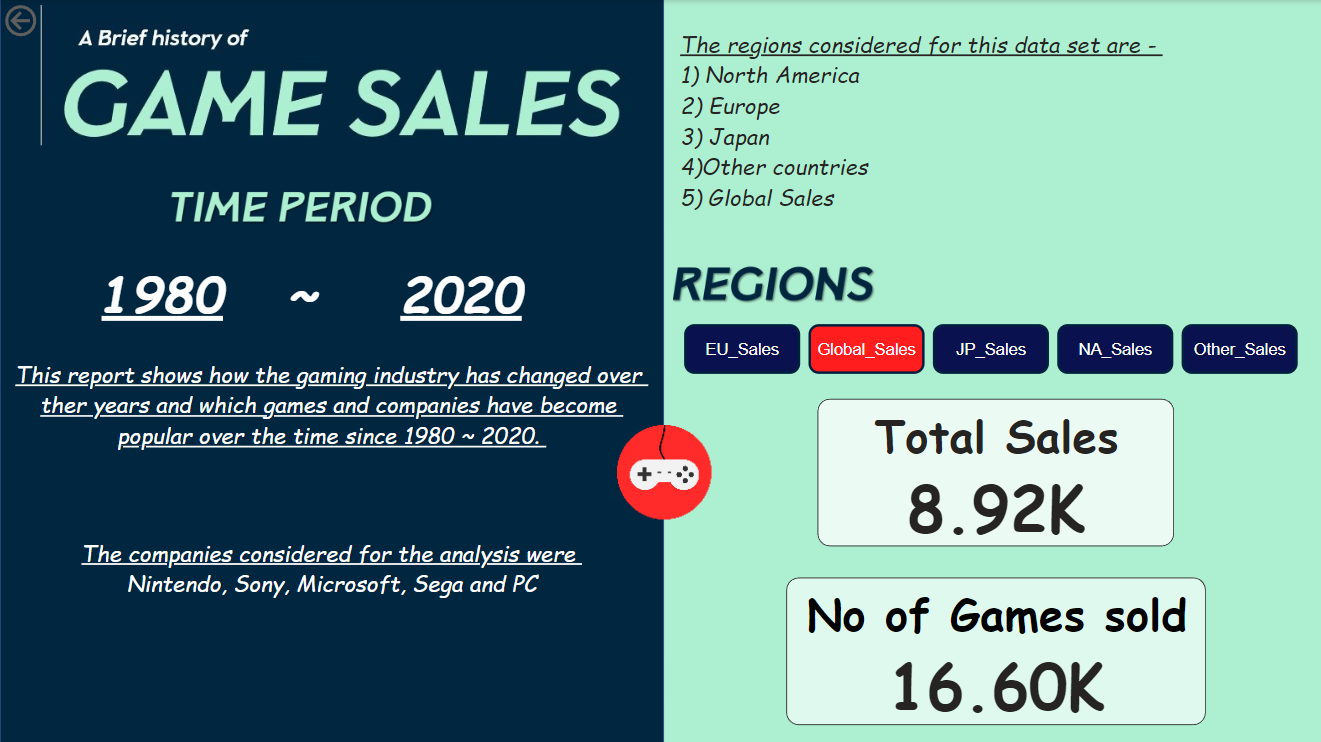 A Brief history of
GAME SALES
TIME PERIOD
1980 ~ 2020
This report shows how the gaming industry has changed over
ther years and which games and companies have become
popular over the time since 1980 ~ 2020.
The companies considered for the analysis were
Nintendo, Sony, Microsoft, Sega and PC
The regions considered for this data set are -
1) North America
2) Europe
3) Japan
4)Other countries
5) Global Sales
REGIONS
EU_Sales
Global_Sales
JP_Sales
NA_Sales
Other_Sales
Total Sales
8.92K
No of Games sold
16.60K